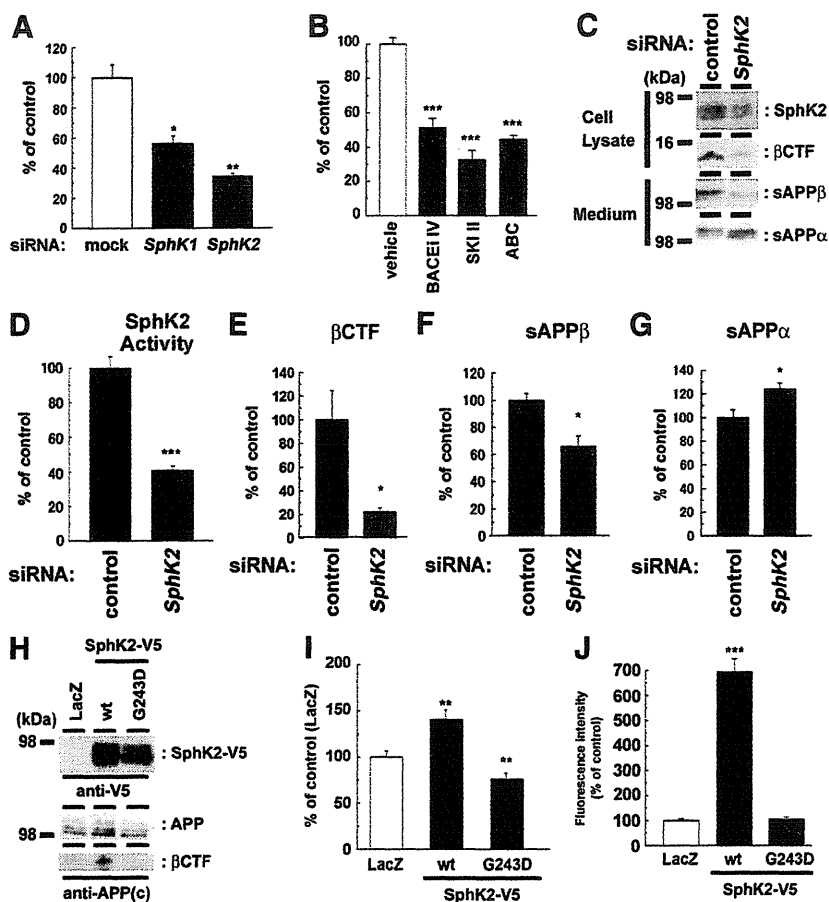 A
% of control
120
100
80
60
40
20
0
*
**
siRNA: mock SphK1 SphK2
B
% of control
100
80
60
40
20
0
***
***
***
vehicle
BACEi IV
SKI II
ABC
C
siRNA: control SphK2
(kDa)
Cell Lysate
98
: SphK2
16
: βCTF
Medium
98
: sAPPβ
98
: sAPPα
D
SphK2 Activity
% of control
100
80
60
40
20
0
***
siRNA: control SphK2
E
βCTF
% of control
140
120
100
80
60
40
20
0
*
siRNA: control SphK2
F
sAPPβ
% of control
120
100
80
60
40
20
0
*
siRNA: control SphK2
G
sAPPα
% of control
140
120
100
80
60
40
20
0
*
siRNA: control SphK2
H
SphK2-V5
LacZ wt G243D
(kDa)
98
: SphK2-V5
anti-V5
: APP
98
: βCTF
anti-APP(c)
I
% of control (LacZ)
200
150
100
50
0
**
**
LacZ wt G243D
SphK2-V5
J
Fluorescence intensity
(% of control)
700
600
500
400
300
200
100
0
***
LacZ wt G243D
SphK2-V5